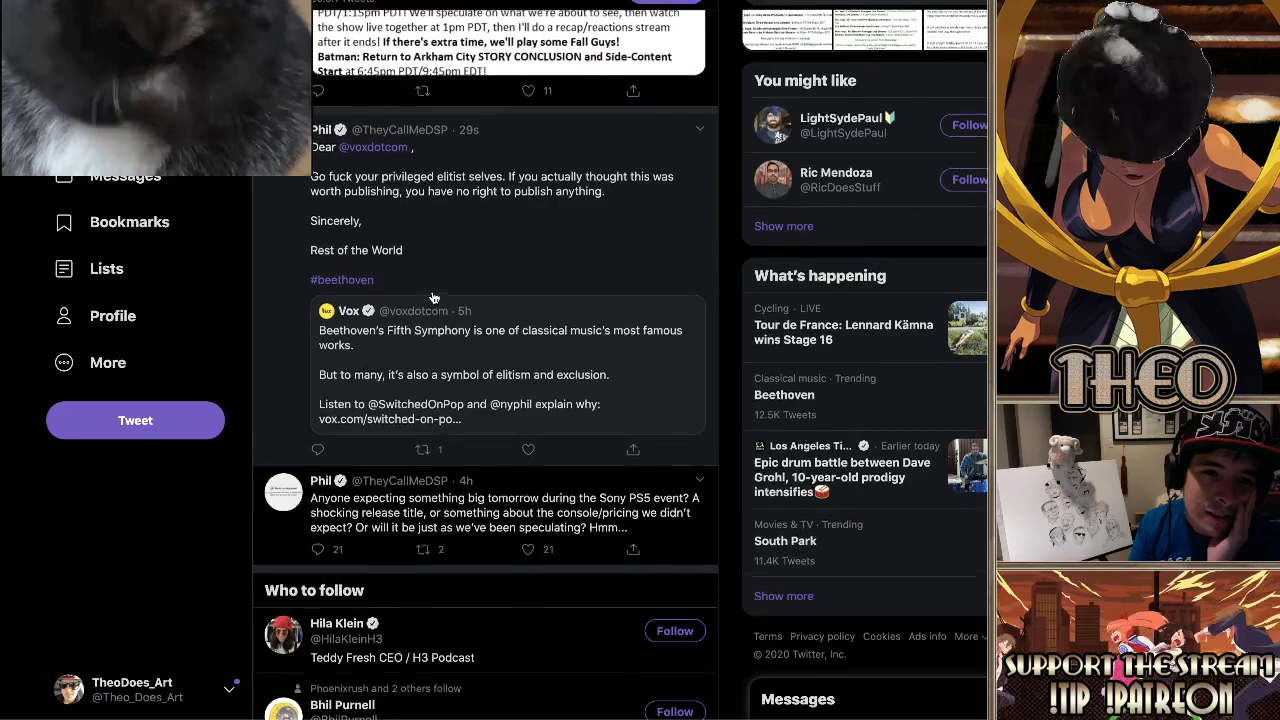 the show live together at 1pm PDT, then I'll do a recap/reactions stream
after it ends! If there's extra time, we'll play some Fall Guys!
Batman: Return to Arkham City STORY CONCLUSION and Side-Content
Start at 6:45pm PDT/9:45pm EDT!
11
Phil @TheyCallMeDSP · 29s
Dear @voxdotcom ,
Go fuck your privileged elitist selves. If you actually thought this was
worth publishing, you have no right to publish anything.
Sincerely,
Rest of the World
#beethoven
Vox @voxdotcom · 5h
Beethoven's Fifth Symphony is one of classical music's most famous
works.
But to many, it's also a symbol of elitism and exclusion.
Listen to @SwitchedOnPop and @nyphil explain why:
vox.com/switched-on-po...
1
Phil @TheyCallMeDSP · 4h
Anyone expecting something big tomorrow during the Sony PS5 event? A
shocking release title, or something about the console/pricing we didn't
expect? Or will it be just as we've been speculating? Hmm...
21 2 21
Who to follow
Hila Klein
@HilaKleinH3
Follow
Teddy Fresh CEO / H3 Podcast
Phoenixrush and 2 others follow
Bhil Purnell
@BhilPurnell
Follow
Messages
Bookmarks
Lists
Profile
More
Tweet
TheoDoes_Art
@Theo_Does_Art
You might like
LightSydePaul
@LightSydePaul
Follow
Ric Mendoza
@RicDoesStuff
Follow
Show more
What's happening
Cycling · LIVE
Tour de France: Lennard Kämna
wins Stage 16
Classical music · Trending
Beethoven
12.5K Tweets
Los Angeles Ti... · Earlier today
Epic drum battle between Dave
Grohl, 10-year-old prodigy
intensifies
Movies & TV · Trending
South Park
11.4K Tweets
Show more
Terms Privacy policy Cookies Ads info More
© 2020 Twitter, Inc.
Messages
THEO
SUPPORT THE STREAM
!TIP !PATREON